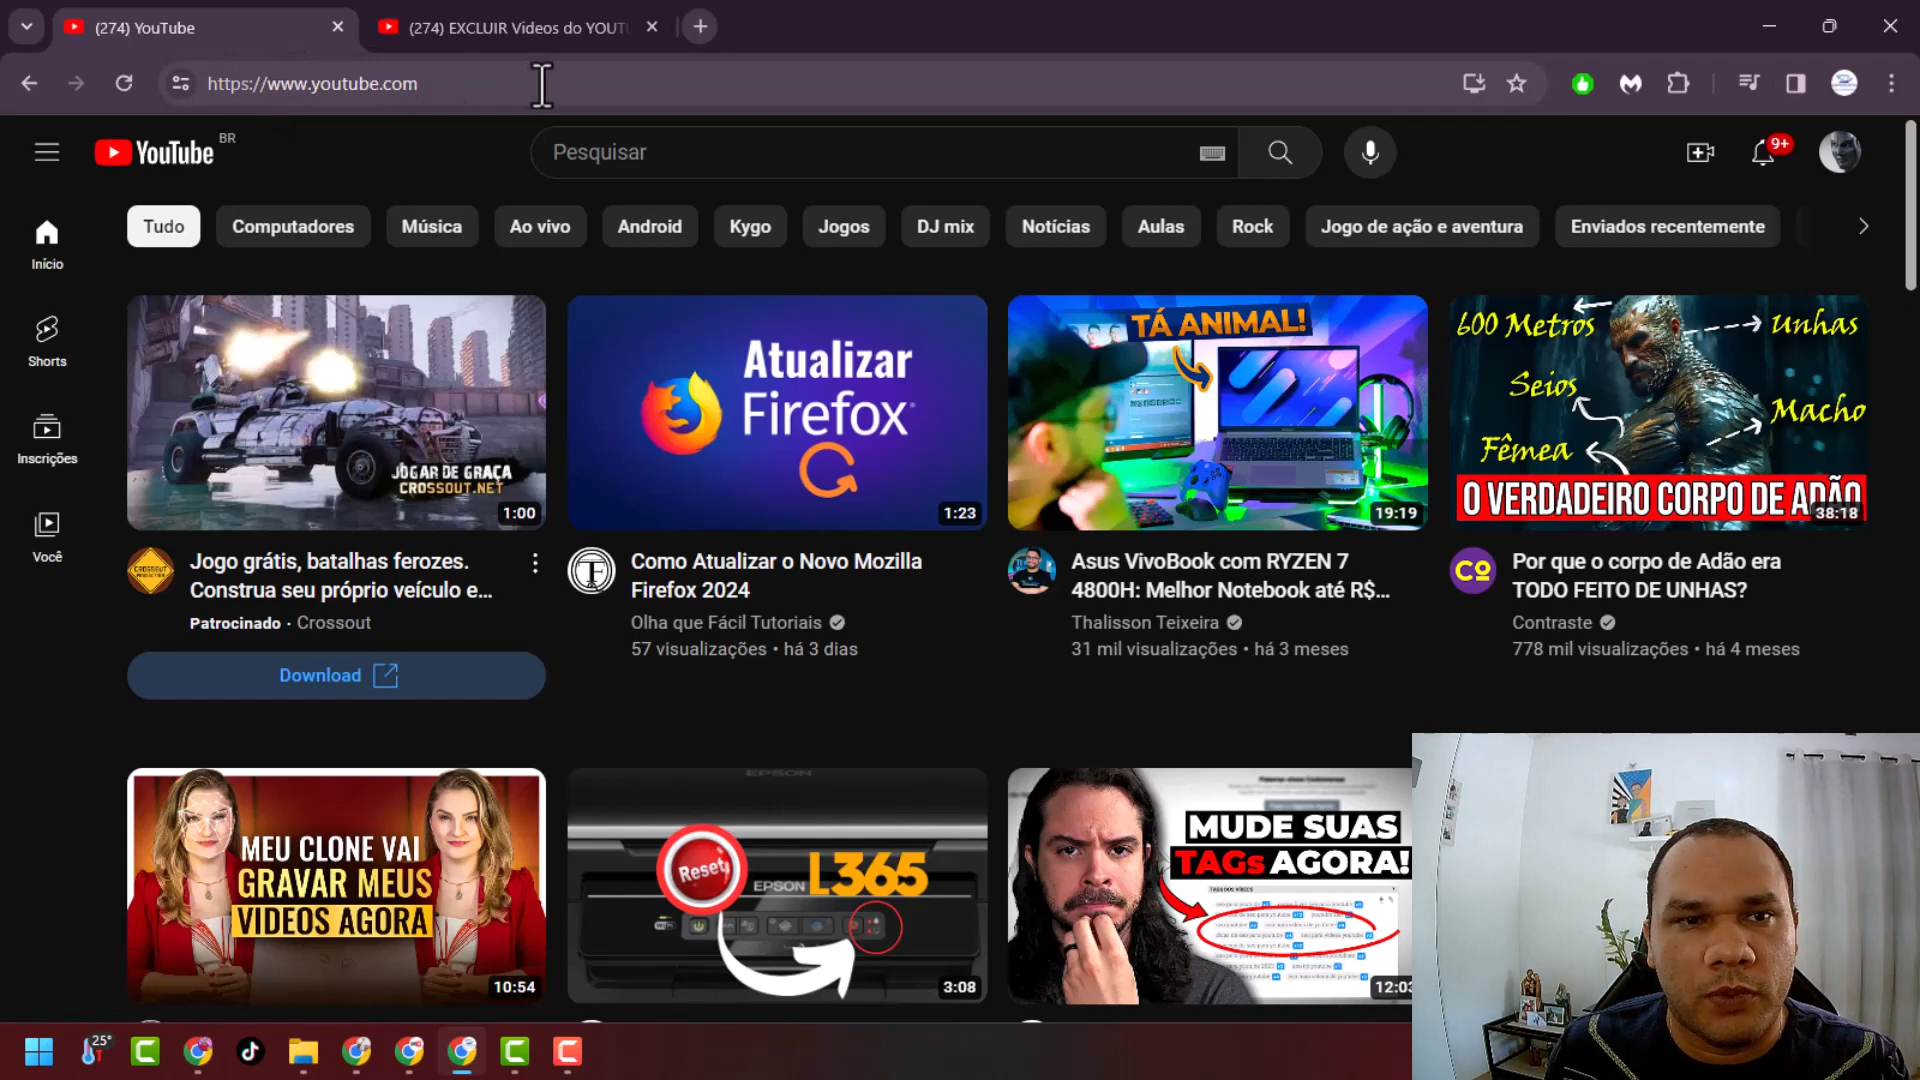 (274) YouTube
(274) EXCLUIR Vídeos do YOUT
https://www.youtube.com
YouTube BR
Pesquisar
9+
Tudo
Computadores
Música
Ao vivo
Android
Kygo
Jogos
DJ mix
Notícias
Aulas
Rock
Jogo de ação e aventura
Enviados recentemente
Início
Shorts
Inscrições
Você
JOGAR DE GRAÇA
CROSSOUT.NET
1:00
Atualizar
Firefox
1:23
TÁ ANIMAL!
19:19
600 Metros
Unhas
Seios
Macho
Fêmea
O VERDADEIRO CORPO DE ADÃO
38:18
Jogo grátis, batalhas ferozes.
Construa seu próprio veículo e...
Patrocinado · Crossout
Download
Como Atualizar o Novo Mozilla
Firefox 2024
Olha que Fácil Tutoriais
57 visualizações • há 3 dias
Asus VivoBook com RYZEN 7
4800H: Melhor Notebook até R$...
Thalisson Teixeira
31 mil visualizações • há 3 meses
CO
Por que o corpo de Adão era
TODO FEITO DE UNHAS?
Contraste
778 mil visualizações • há 4 meses
MEU CLONE VAI
GRAVAR MEUS
VIDEOS AGORA
10:54
EPSON
Reset
EPSON L365
3:08
MUDE SUAS
TAGs AGORA!
TAGS DOS VÍDEOS
12:03
25°